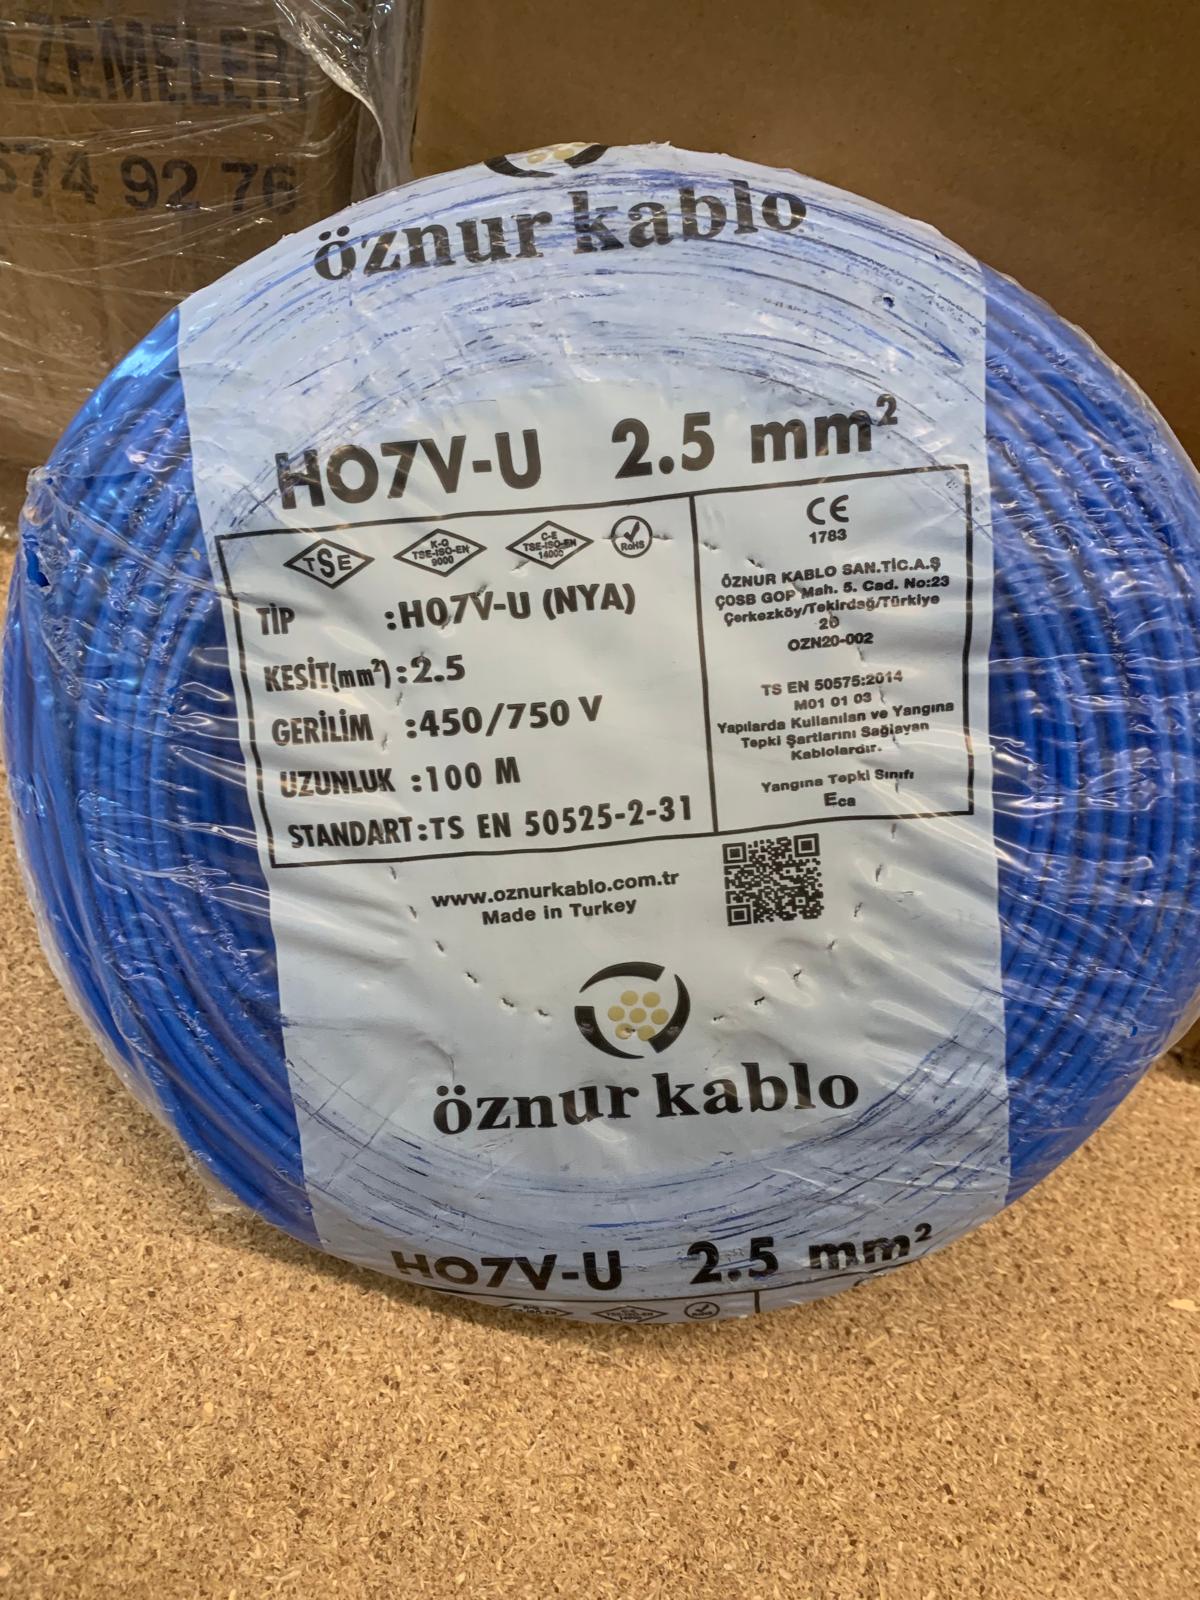 LZEMELERİ
574 92 76
öznur kablo
HO7V-U 2.5 mm²
TSE
K-Q
TSE-ISO-EN
9000
C-E
TSE-ISO-EN
14000
RoHS
TİP :HO7V-U (NYA)
KESİT(mm²):2.5
GERİLİM :450/750 V
UZUNLUK :100 M
STANDART:TS EN 50525-2-31
CE
1783
ÖZNUR KABLO SAN.TİC.A.Ş
ÇOSB GOP Mah. 5. Cad. No:23
Çerkezköy/Tekirdağ/Türkiye
20
OZN20-002
TS EN 50575:2014
M01 01 03
Yapılarda Kullanılan ve Yangına
Tepki Şartlarını Sağlayan
Kablolardır.
Yangına Tepki Sınıfı
Eca
www.oznurkablo.com.tr
Made in Turkey
öznur kablo
HO7V-U 2.5 mm²